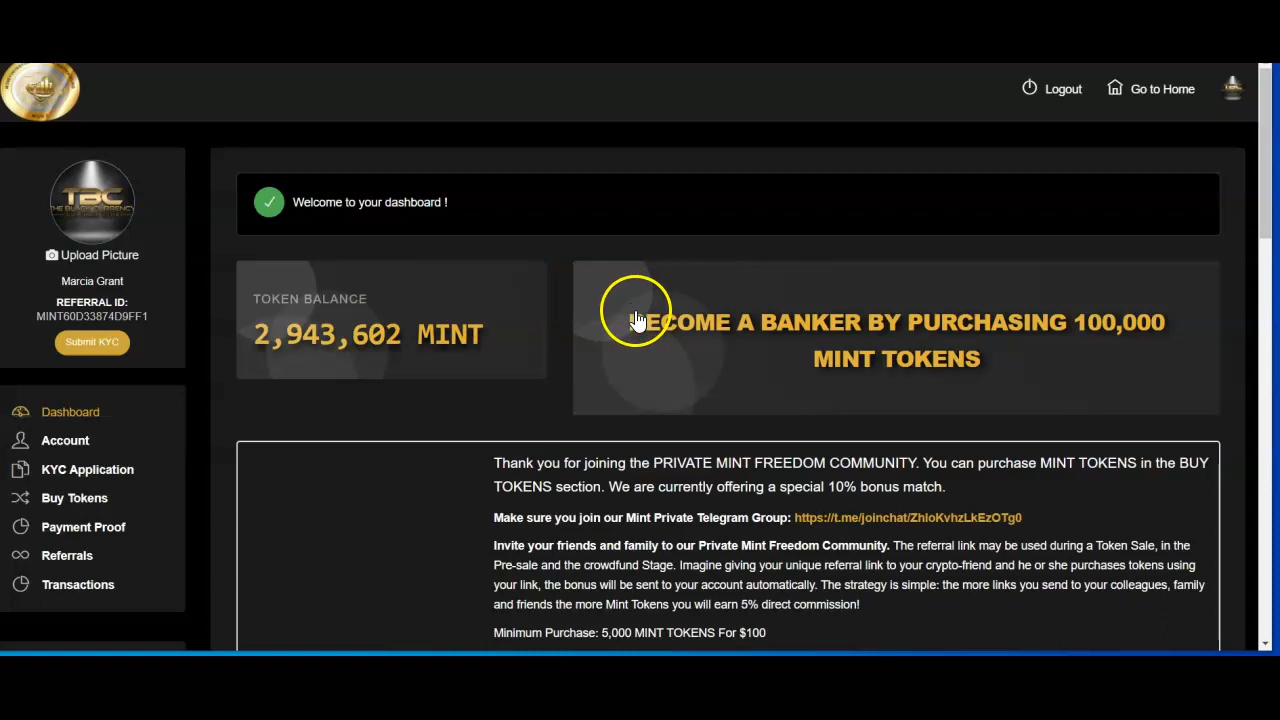 Logout
Go to Home
TBC
THE BLACK CURRENCY
Upload Picture
Marcia Grant
REFERRAL ID:
MINT60D33874D9FF1
Submit KYC
Dashboard
Account
KYC Application
Buy Tokens
Payment Proof
Referrals
Transactions
Welcome to your dashboard !
TOKEN BALANCE
2,943,602 MINT
BECOME A BANKER BY PURCHASING 100,000
MINT TOKENS
Thank you for joining the PRIVATE MINT FREEDOM COMMUNITY. You can purchase MINT TOKENS in the BUY
TOKENS section. We are currently offering a special 10% bonus match.
Make sure you join our Mint Private Telegram Group: https://t.me/joinchat/ZhIoKvhzLkEzOTg0
Invite your friends and family to our Private Mint Freedom Community. The referral link may be used during a Token Sale, in the
Pre-sale and the crowdfund Stage. Imagine giving your unique referral link to your crypto-friend and he or she purchases tokens using
your link, the bonus will be sent to your account automatically. The strategy is simple: the more links you send to your colleagues, family
and friends the more Mint Tokens you will earn 5% direct commission!
Minimum Purchase: 5,000 MINT TOKENS For $100